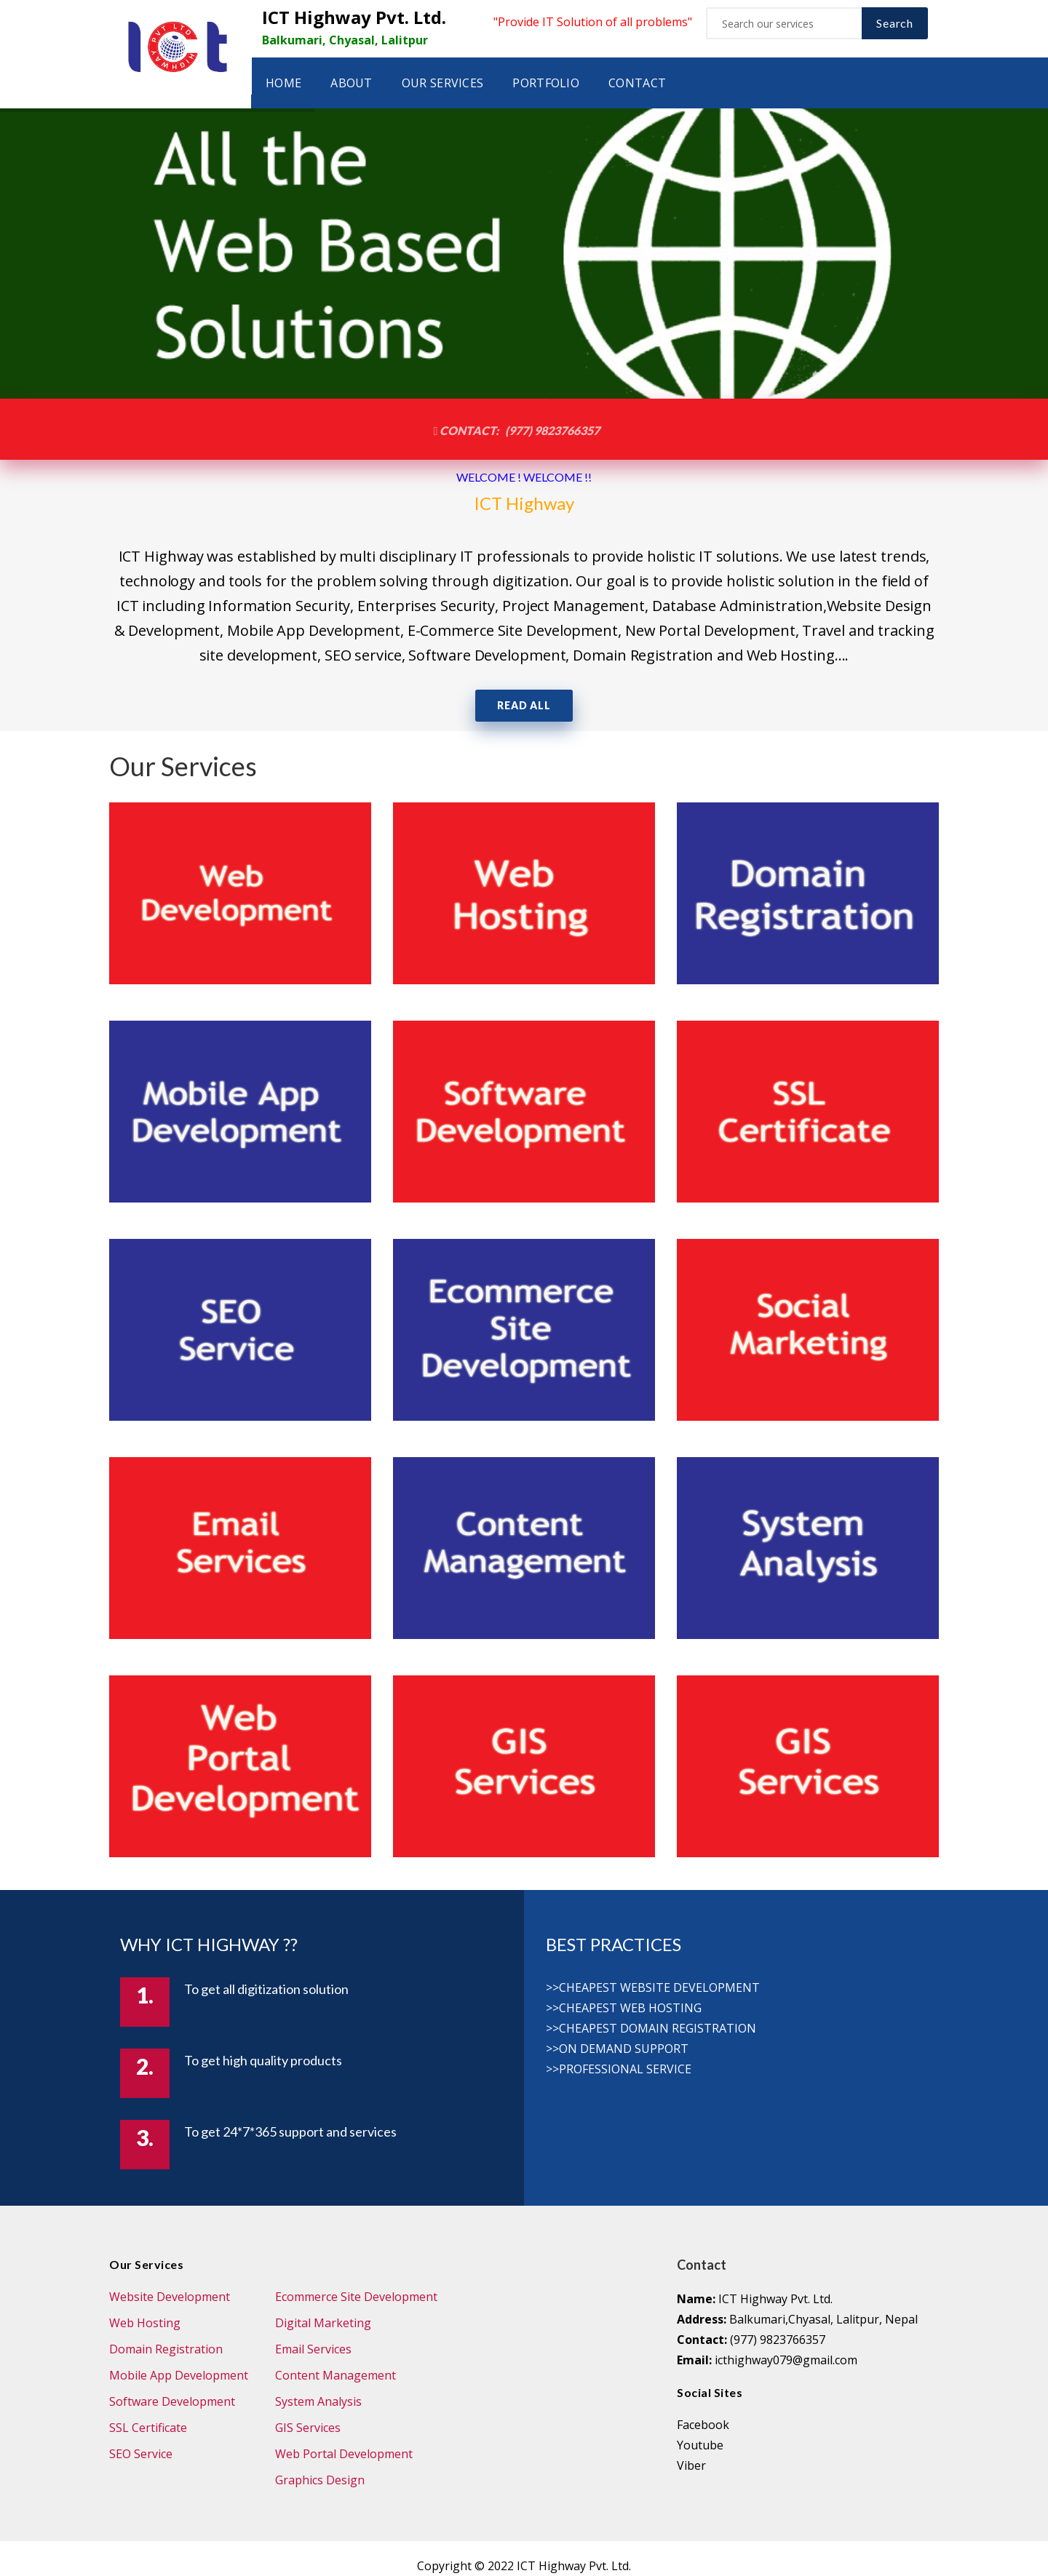 ICT Highway Pvt. Ltd.
Balkumari, Chyasal, Lalitpur
"Provide IT Solution of all problems"
Search our services
Search
ICT
PVT LTD
HIGHWAY
HOME
ABOUT
OUR SERVICES
PORTFOLIO
CONTACT
All the
Web Based
Solutions
CONTACT: (977) 9823766357
WELCOME ! WELCOME !!
ICT Highway
ICT Highway was established by multi disciplinary IT professionals to provide holistic IT solutions. We use latest trends,
technology and tools for the problem solving through digitization. Our goal is to provide holistic solution in the field of
ICT including Information Security, Enterprises Security, Project Management, Database Administration,Website Design
& Development, Mobile App Development, E-Commerce Site Development, New Portal Development, Travel and tracking
site development, SEO service, Software Development, Domain Registration and Web Hosting....
READ ALL
Our Services
Web
Development
Web
Hosting
Domain
Registration
Mobile App
Development
Software
Development
SSL
Certificate
SEO
Service
Ecommerce
Site
Development
Social
Marketing
Email
Services
Content
Management
System
Analysis
Web
Portal
Development
GIS
Services
GIS
Services
WHY ICT HIGHWAY ??
1.
To get all digitization solution
2.
To get high quality products
3.
To get 24*7*365 support and services
BEST PRACTICES
>>CHEAPEST WEBSITE DEVELOPMENT
>>CHEAPEST WEB HOSTING
>>CHEAPEST DOMAIN REGISTRATION
>>ON DEMAND SUPPORT
>>PROFESSIONAL SERVICE
Our Services
Website Development
Web Hosting
Domain Registration
Mobile App Development
Software Development
SSL Certificate
SEO Service
Ecommerce Site Development
Digital Marketing
Email Services
Content Management
System Analysis
GIS Services
Web Portal Development
Graphics Design
Contact
Name: ICT Highway Pvt. Ltd.
Address: Balkumari,Chyasal, Lalitpur, Nepal
Contact: (977) 9823766357
Email: icthighway079@gmail.com
Social Sites
Facebook
Youtube
Viber
Copyright © 2022 ICT Highway Pvt. Ltd.